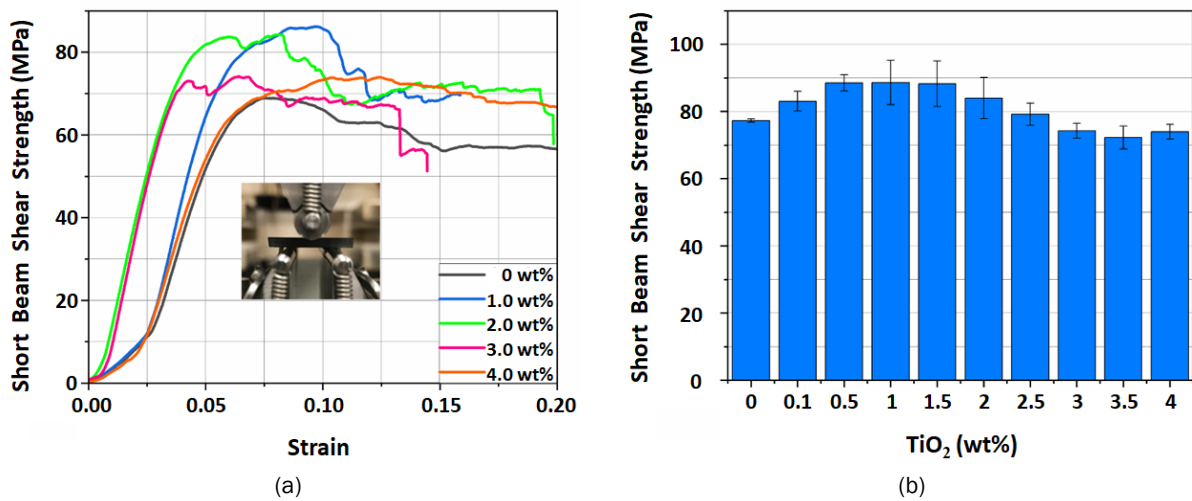 Short Beam Shear Strength (MPa)
80
60
40
20
0
0.00 0.05 0.10 0.15 0.20
Strain
0 wt%
1.0 wt%
2.0 wt%
3.0 wt%
4.0 wt%
(a)
Short Beam Shear Strength (MPa)
100
80
60
40
20
0
0 0.1 0.5 1 1.5 2 2.5 3 3.5 4
TiO₂ (wt%)
(b)